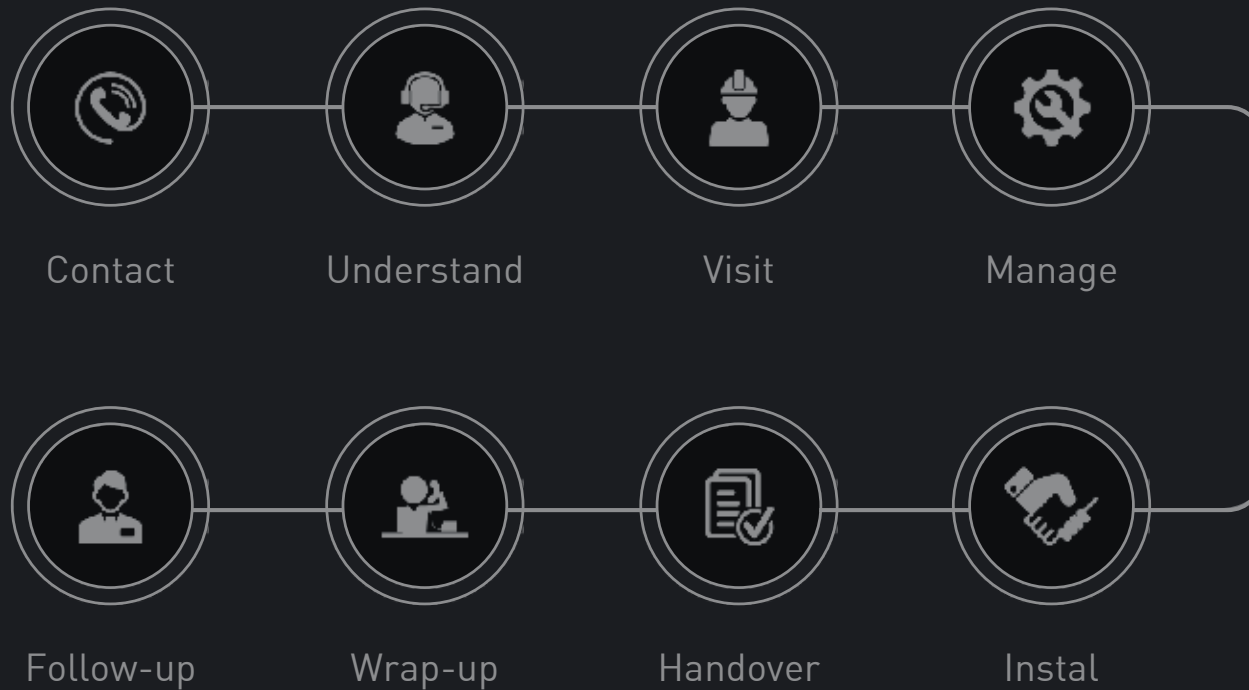 Contact
Understand
Visit
Manage
Follow-up
Wrap-up
Handover
Instal